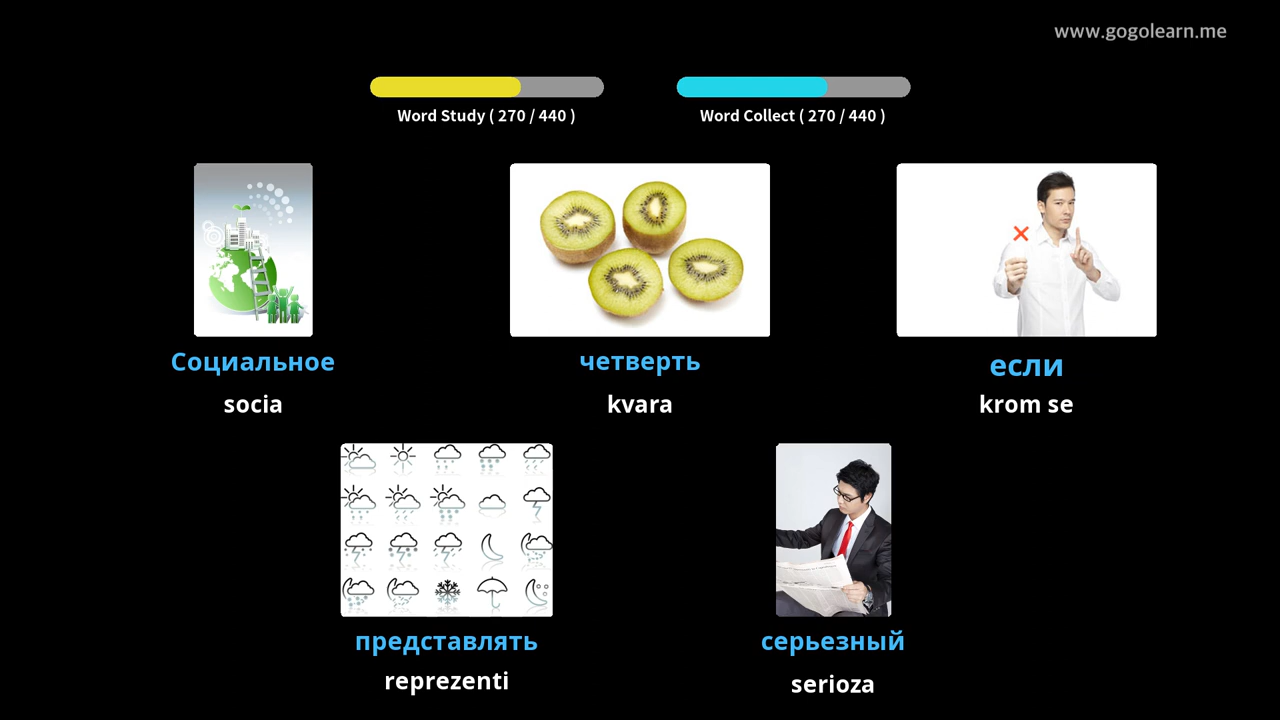 www.gogolearn.me
Word Study ( 270 / 440 )
Word Collect ( 270 / 440 )
Социальное
socia
четверть
kvara
если
krom se
представлять
reprezenti
серьезный
serioza